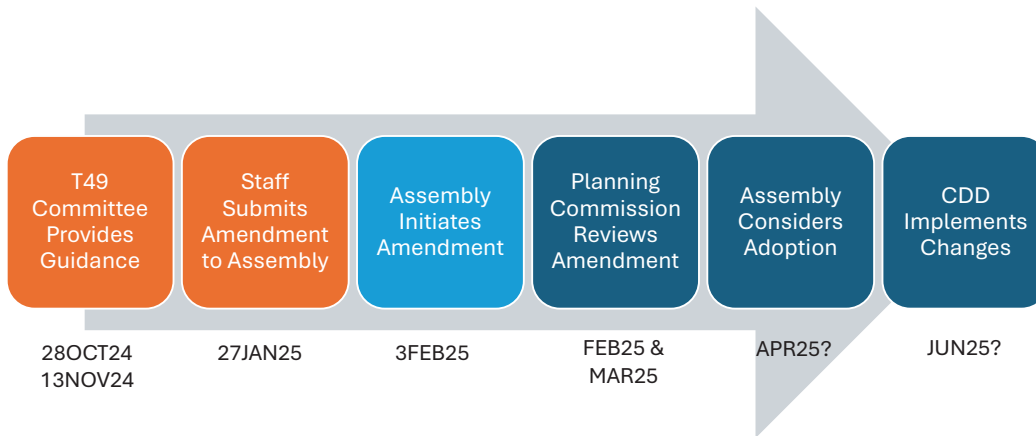 T49
Committee
Provides
Guidance
Staff
Submits
Amendment
to Assembly
Assembly
Initiates
Amendment
Planning
Commission
Reviews
Amendment
Assembly
Considers
Adoption
CDD
Implements
Changes
28OCT24
13NOV24
27JAN25
3FEB25
FEB25 &
MAR25
APR25?
JUN25?